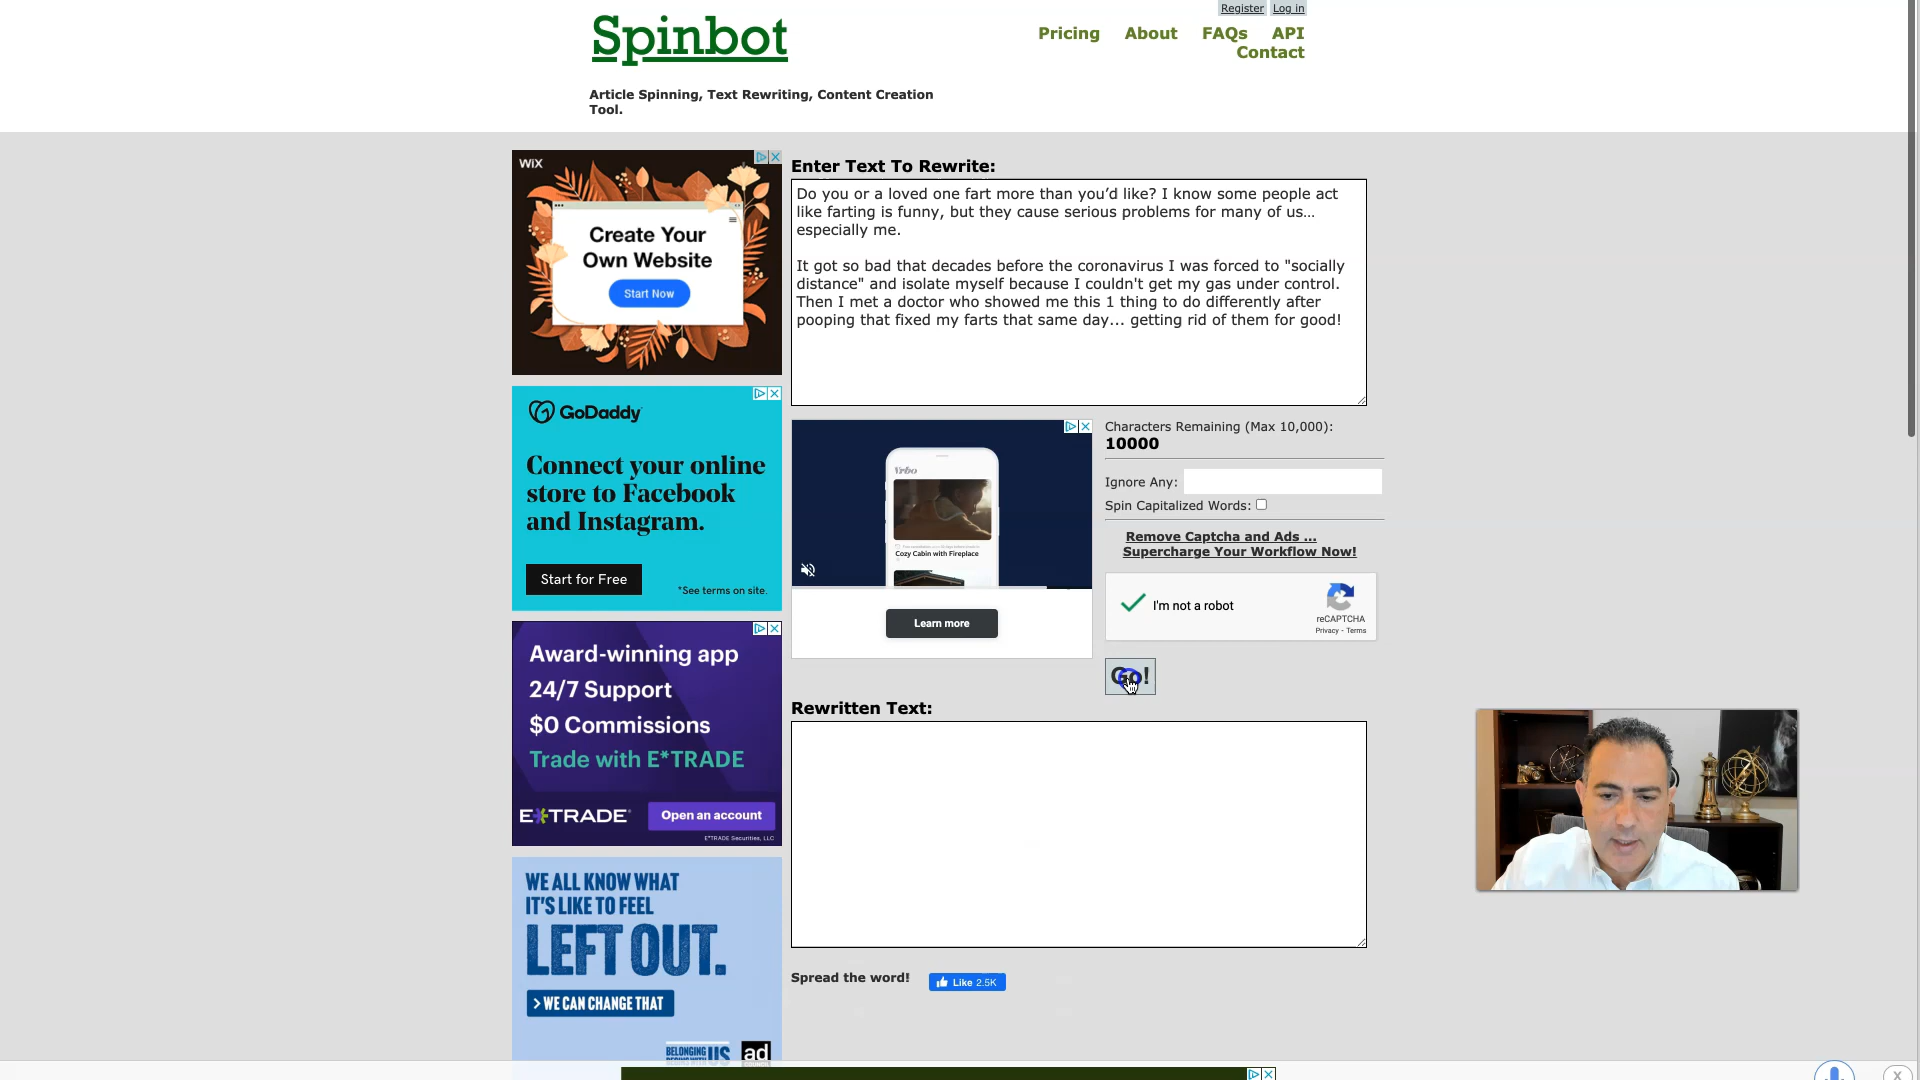 Register Log in
Spinbot
Pricing About FAQs API
Contact
Article Spinning, Text Rewriting, Content Creation
Tool.
WiX
Create Your
Own Website
Start Now
GoDaddy
Connect your online
store to Facebook
and Instagram.
Start for Free
*See terms on site.
Award-winning app
24/7 Support
$0 Commissions
Trade with E*TRADE
E*TRADE
Open an account
E*TRADE Securities, LLC
WE ALL KNOW WHAT
IT'S LIKE TO FEEL
LEFT OUT.
> WE CAN CHANGE THAT
BELONGING
BEGINS WITH US
ad
Enter Text To Rewrite:
Do you or a loved one fart more than you’d like? I know some people act
like farting is funny, but they cause serious problems for many of us…
especially me.
It got so bad that decades before the coronavirus I was forced to "socially
distance" and isolate myself because I couldn't get my gas under control.
Then I met a doctor who showed me this 1 thing to do differently after
pooping that fixed my farts that same day... getting rid of them for good!
Vrbo
Cozy Cabin with Fireplace
Learn more
Characters Remaining (Max 10,000):
10000
Ignore Any:
Spin Capitalized Words:
Remove Captcha and Ads ...
Supercharge Your Workflow Now!
I'm not a robot
reCAPTCHA
Privacy - Terms
Go!
Rewritten Text:
Spread the word!
Like 2.5K
X